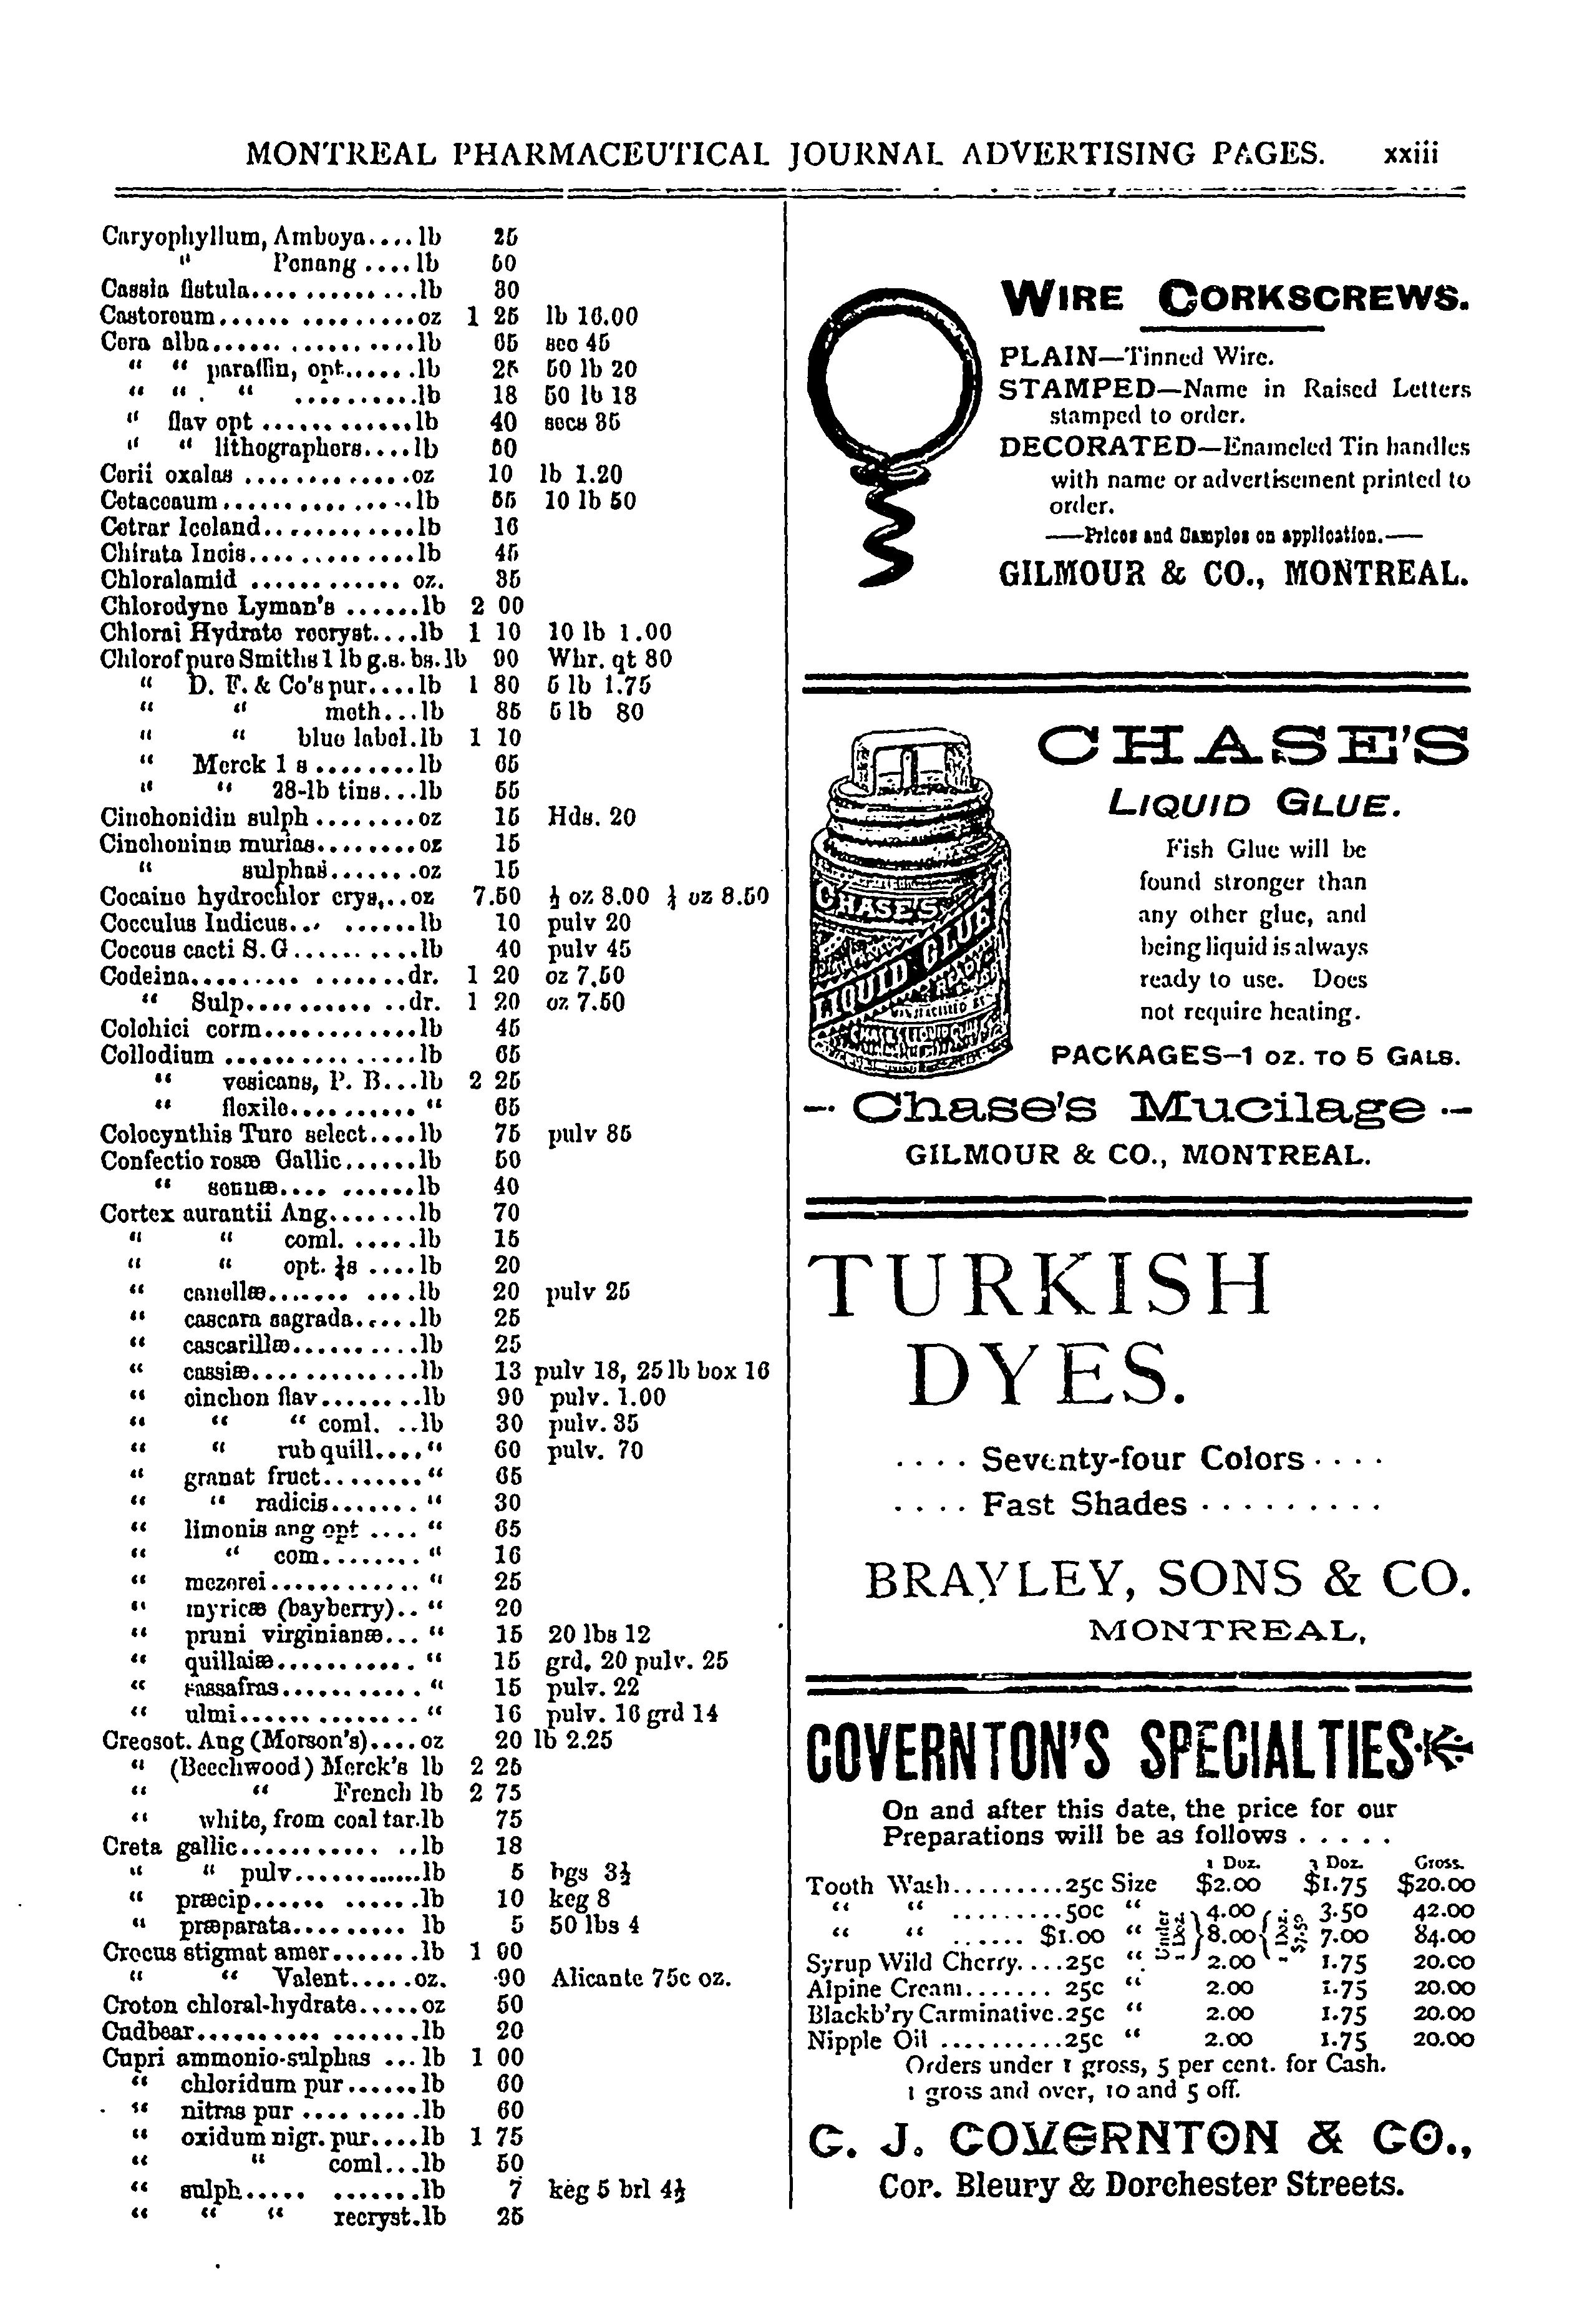 MONTREAL PHARMACEUTICAL JOURNAL ADVERTISING PAGES. xxiii
Caryophyllum, Amboya.... lb 25
" Penang .... lb 50
Cassia fistula.... .......... lb 30
Castoreum...... .......... oz 1 25 lb 16.00
Cera alba...... .......... lb 65 sec 45
" " paraffin, opt...... lb 25 50 lb 20
" " . " .......... lb 18 50 lb 18
" flav opt ............ lb 40 secs 35
" " lithographers.... lb 50
Cerii oxalas ............ oz 10 lb 1.20
Cetaceaum ............ lb 55 10 lb 50
Cetrar Iceland............ lb 16
Chirata Incis............ lb 45
Chloralamid ............ oz. 35
Chlorodyne Lyman's ...... lb 2 00
Chloral Hydrate recryst.... lb 1 10 10 lb 1.00
Chlorof pure Smiths 1 lb g.s. bs. lb 90 Whr. qt 80
" D. F. & Co's pur.... lb 1 80 5 lb 1.75
" " meth... lb 85 5 lb 80
" " blue label. lb 1 10
" Merck 1 s ........ lb 65
" " 28-lb tins... lb 55
Cinchonidin sulph ........ oz 15 Hds. 20
Cinchoninæ murias........ oz 15
" sulphas....... oz 15
Cocaine hydrochlor crys,.. oz 7.50 ½ oz 8.00 ¼ oz 8.50
Cocculus Indicus... ...... lb 10 pulv 20
Coccus cacti S. G .......... lb 40 pulv 45
Codeina.......... ....... dr. 1 20 oz 7.50
" Sulp.......... .. dr. 1 20 oz 7.50
Colchici corm............ lb 45
Collodium ............ lb 65
" vesicans, P. B... lb 2 25
" flexile.......... " 65
Colocynthis Turc select.... lb 75 pulv 85
Confectio rosæ Gallic...... lb 50
" sennæ.... ...... lb 40
Cortex aurantii Ang....... lb 70
" " coml. ..... lb 15
" " opt. ¼s .... lb 20
" canellæ....... .... lb 20 pulv 25
" cascara sagrada...... lb 25
" cascarillæ.......... lb 25
" cassiæ............ lb 13 pulv 18, 25 lb box 16
" cinchon flav........ lb 90 pulv. 1.00
" " " coml. .. lb 30 pulv. 35
" " rub quill.... " 60 pulv. 70
" granat fruct........ " 65
" " radicis....... " 30
" limonis ang opt .... " 65
" " com........ " 16
" mezerei............ " 25
" myricæ (bayberry).. " 20
" pruni virginianæ... " 15 20 lbs 12
" quillaiæ........... " 15 grd. 20 pulv. 25
" sassafras........... " 15 pulv. 22
" ulmi............... " 16 pulv. 16 grd 14
Creosot. Ang (Morson's).... oz 20 lb 2.25
" (Beechwood) Merck's lb 2 25
" " French lb 2 75
" white, from coal tar. lb 75
Creta gallic........... .. lb 18
" " pulv............ lb 5 bgs 3½
" præcip...... ...... lb 10 keg 8
" præparata......... lb 5 50 lbs 4
Crocus stigmat amer....... lb 1 00
" " Valent..... oz. 90 Alicante 75c oz.
Croton chloral-hydrate..... oz 50
Cudbear.......... ....... lb 20
Cupri ammonio-sulphas ... lb 1 00
" chloridum pur...... lb 60
" nitras pur .... ..... lb 60
" oxidum nigr. pur.... lb 1 75
" " coml... lb 50
" sulph..... ....... lb 7 keg 5 brl 4½
" " " recryst. lb 25
WIRE CORKSCREWS.
PLAIN—Tinned Wire.
STAMPED—Name in Raised Letters
stamped to order.
DECORATED—Enameled Tin handles
with name or advertisement printed to
order.
—Prices and Samples on application.—
GILMOUR & CO., MONTREAL.
CHASE'S
LIQUID GLUE.
Fish Glue will be
found stronger than
any other glue, and
being liquid is always
ready to use. Does
not require heating.
CHASE'S
LIQUID GLUE
PACKAGES–1 OZ. TO 5 GALS.
-- Chase's Mucilage --
GILMOUR & CO., MONTREAL.
TURKISH
DYES.
.... Seventy-four Colors ....
.... Fast Shades .........
BRAYLEY, SONS & CO.
MONTREAL,
COVERNTON'S SPECIALTIES
On and after this date, the price for our
Preparations will be as follows .....
1 Doz. 3 Doz. Gross.
Tooth Wash.........25c Size $2.00 $1.75 $20.00
" " .........50c " 4.00 3.50 42.00
" " ...... $1.00 " Under 8.00 7.00 84.00
Syrup Wild Cherry....25c " 2.00 1.75 20.00
Alpine Cream....... 25c " 2.00 1.75 20.00
Blackb'ry Carminative.25c " 2.00 1.75 20.00
Nipple Oil ..........25c " 2.00 1.75 20.00
Orders under 1 gross, 5 per cent. for Cash.
1 gross and over, 10 and 5 off.
C. J. COVERNTON & CO.,
Cor. Bleury & Dorchester Streets.